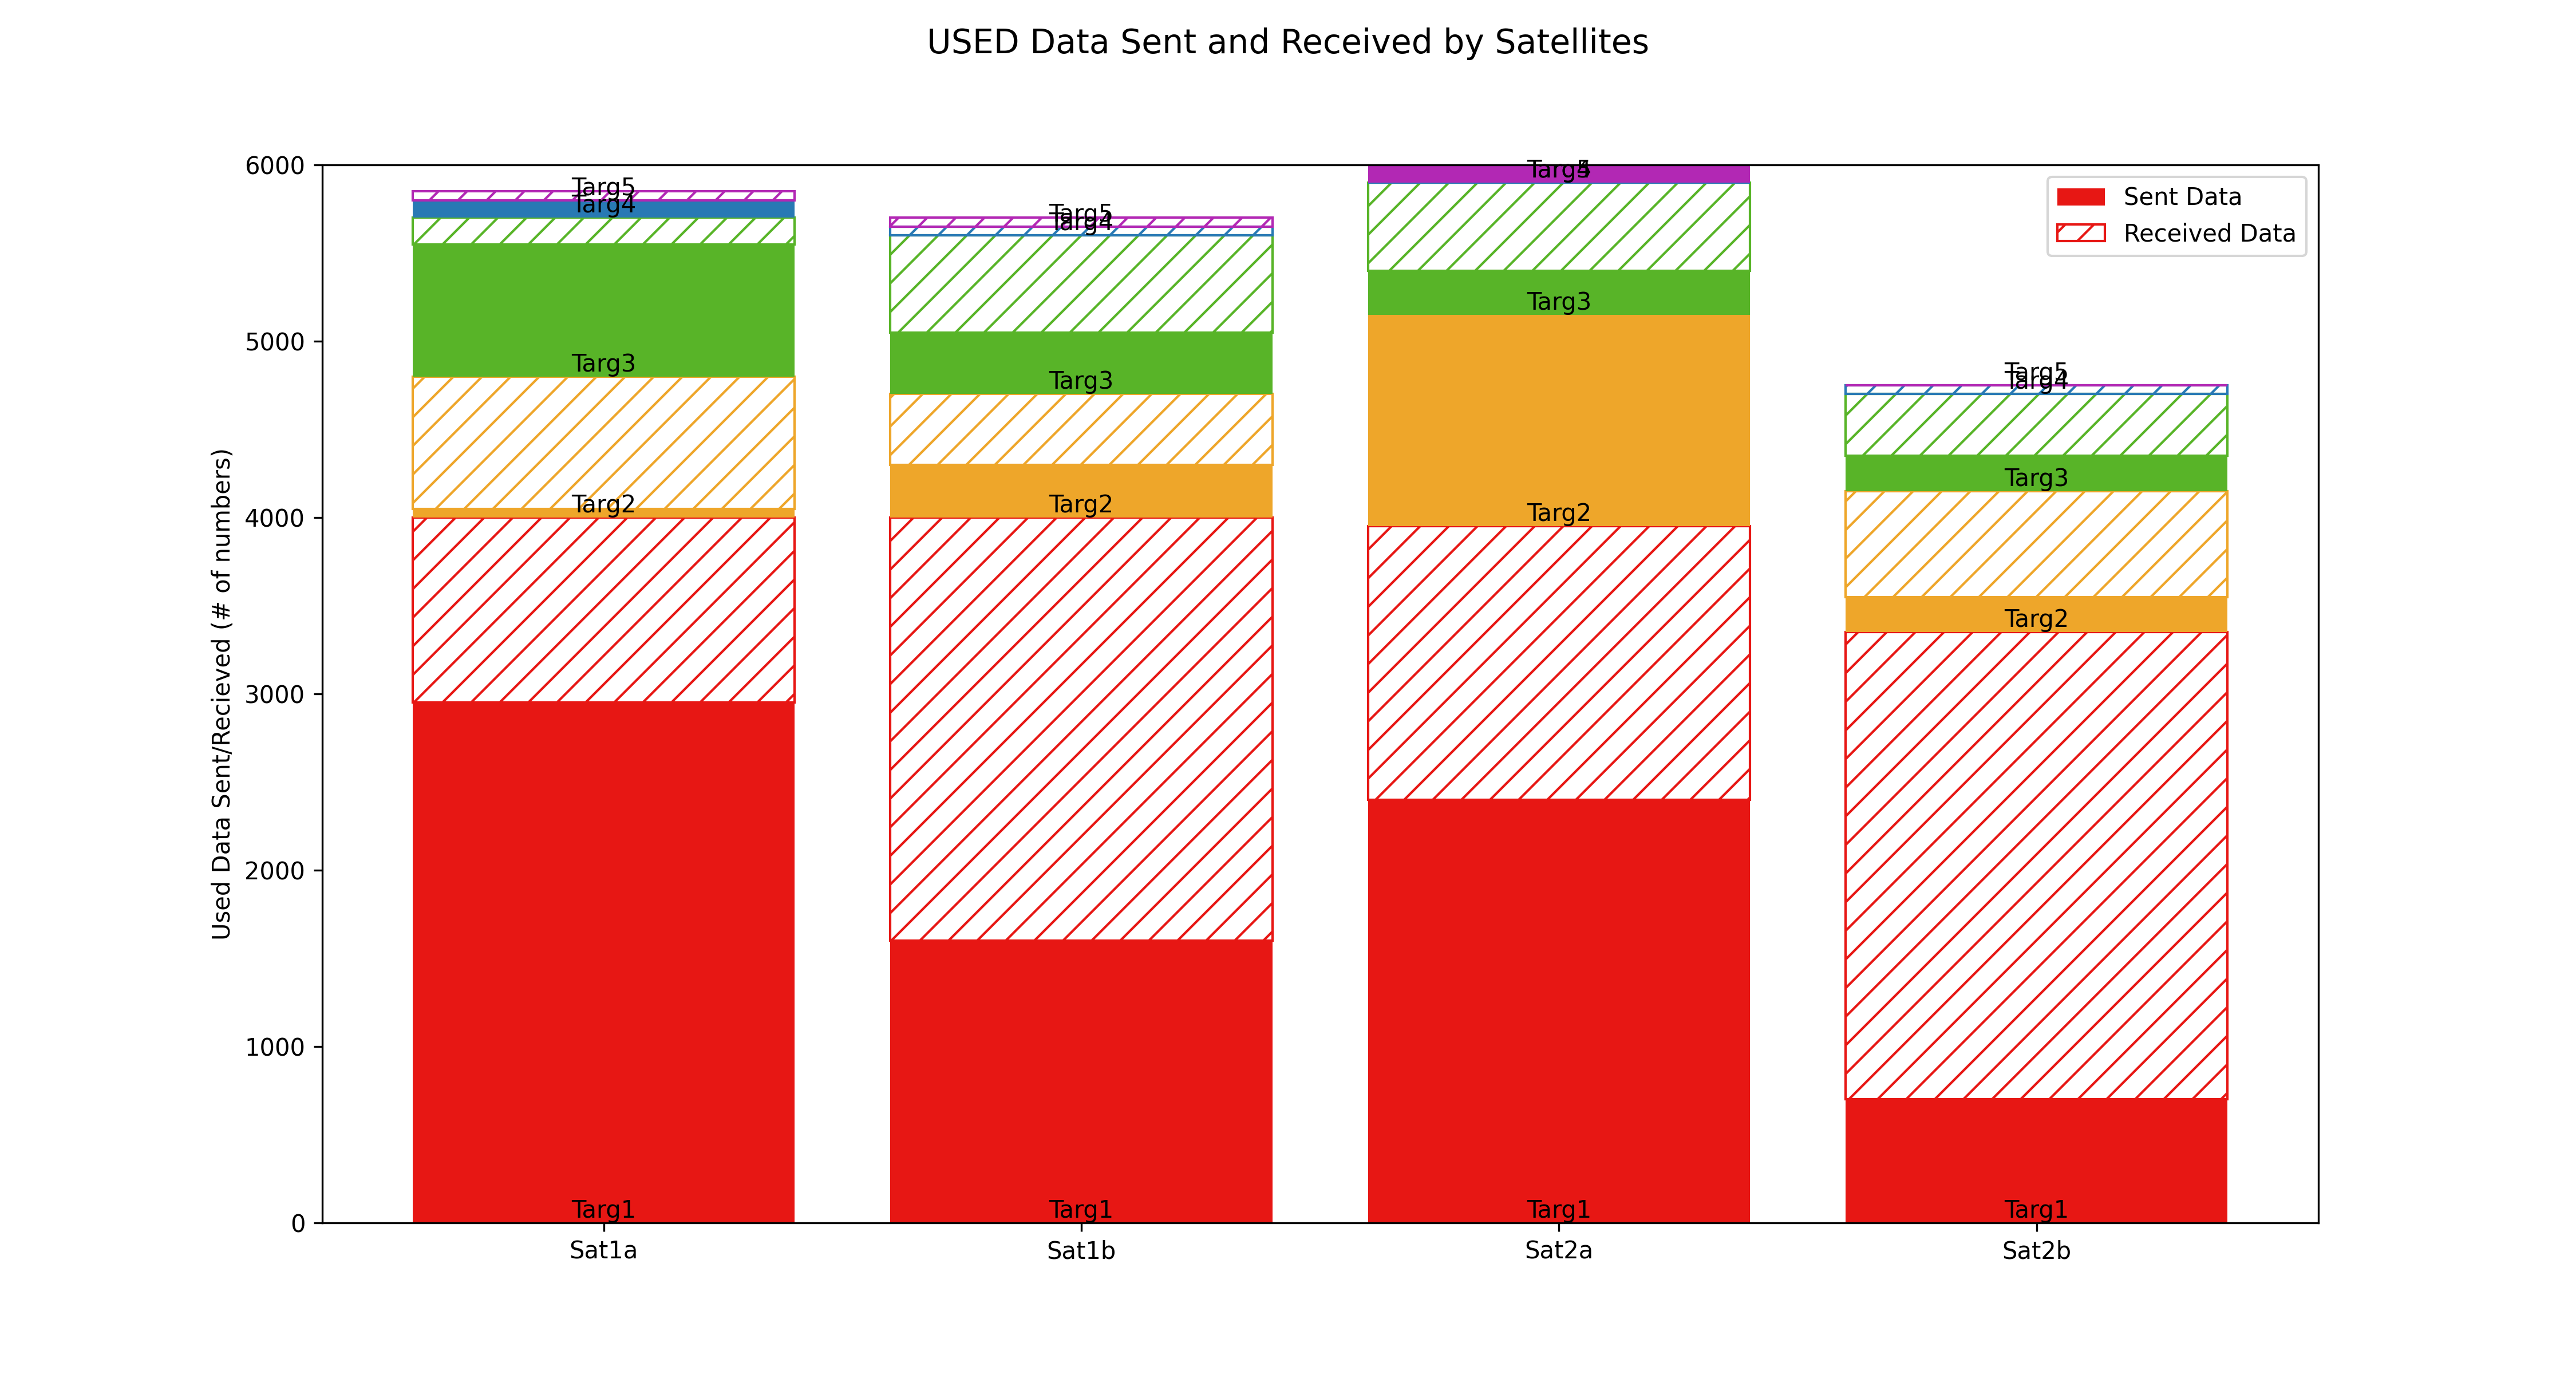 USED Data Sent and Received by Satellites
Used Data Sent/Recieved (# of numbers)
6000
5000
4000
3000
2000
1000
0
Sent Data
Received Data
Targ5
Targ4
Targ3
Targ2
Targ1
Targ5
Targ4
Targ3
Targ2
Targ1
Targ3
Targ2
Targ1
Targ5
Targ4
Targ3
Targ2
Targ1
Sat1a
Sat1b
Sat2a
Sat2b